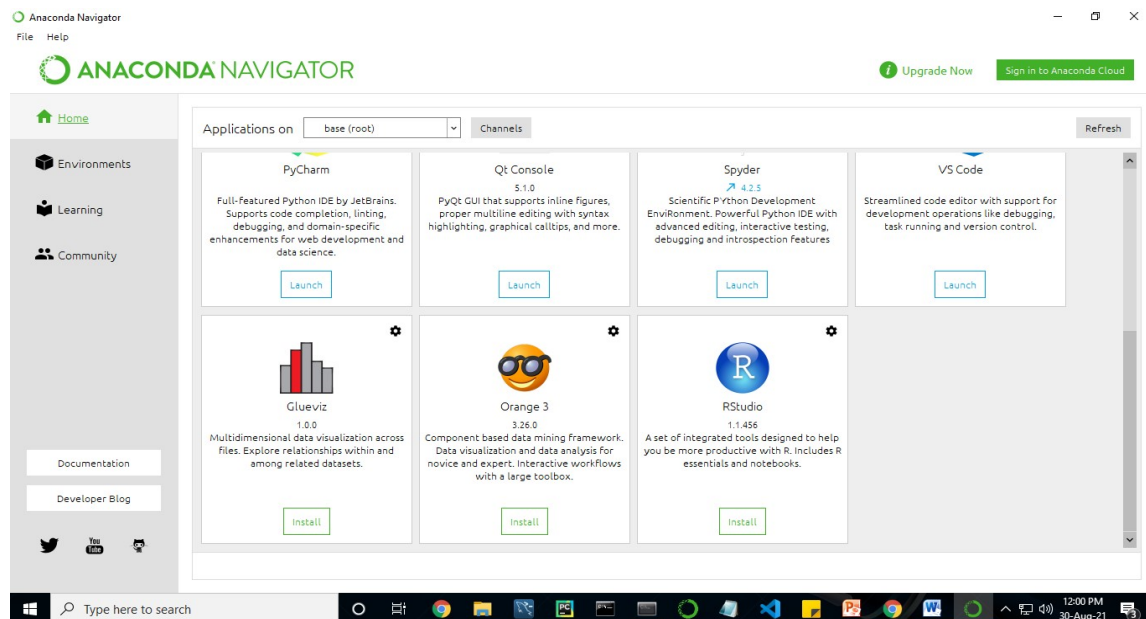 Anaconda Navigator
File Help
ANACONDA NAVIGATOR
Upgrade Now
Sign in to Anaconda Cloud
Home
Environments
Learning
Community
Documentation
Developer Blog
You
Tube
Applications on
base (root)
Channels
Refresh
PyCharm
Full-featured Python IDE by JetBrains.
Supports code completion, linting,
debugging, and domain-specific
enhancements for web development and
data science.
Launch
Qt Console
5.1.0
PyQt GUI that supports inline figures,
proper multiline editing with syntax
highlighting, graphical calltips, and more.
Launch
Spyder
4.2.5
Scientific PYthon Development
EnviRonment. Powerful Python IDE with
advanced editing, interactive testing,
debugging and introspection features
Launch
VS Code
Streamlined code editor with support for
development operations like debugging,
task running and version control.
Launch
Glueviz
1.0.0
Multidimensional data visualization across
files. Explore relationships within and
among related datasets.
Install
Orange 3
3.26.0
Component based data mining framework.
Data visualization and data analysis for
novice and expert. Interactive workflows
with a large toolbox.
Install
R
RStudio
1.1.456
A set of integrated tools designed to help
you be more productive with R. Includes R
essentials and notebooks.
Install
Type here to search
PC
P
W
12:00 PM
30-Aug-21
3